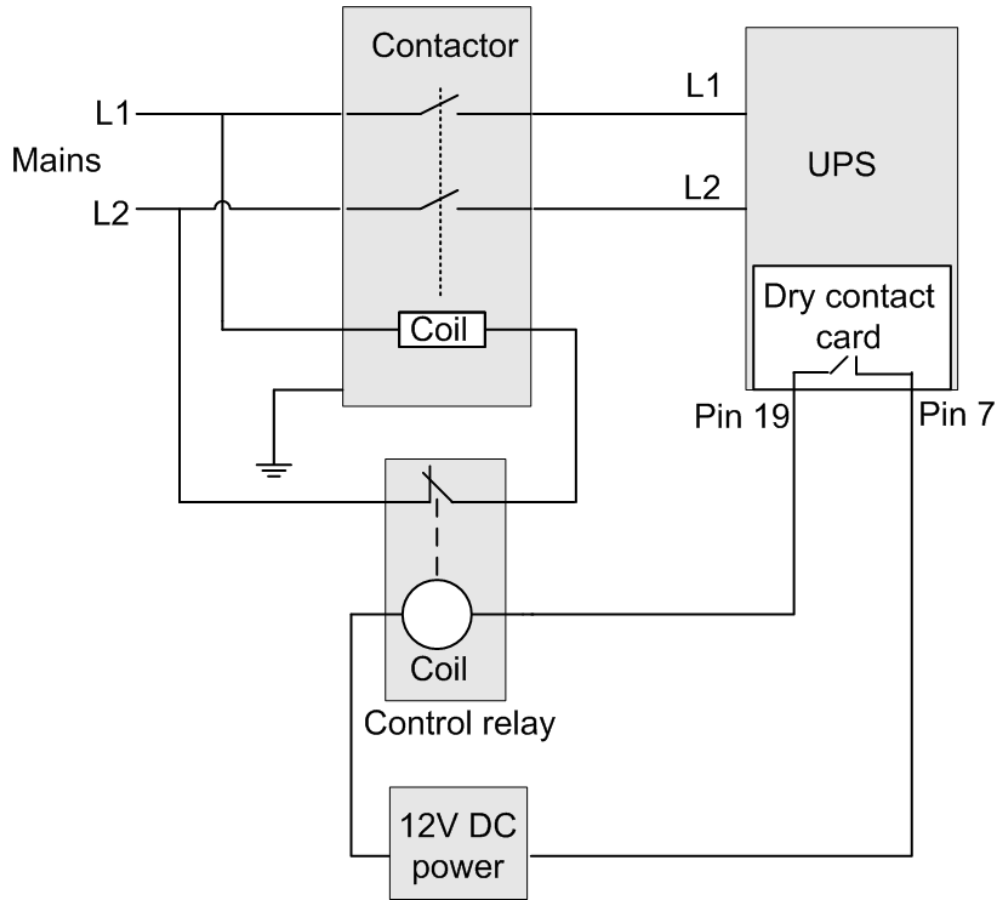 Contactor
L1
L1
Mains
UPS
L2
L2
Dry contact
card
Coil
Pin 19
Pin 7
Coil
Control relay
12V DC
power